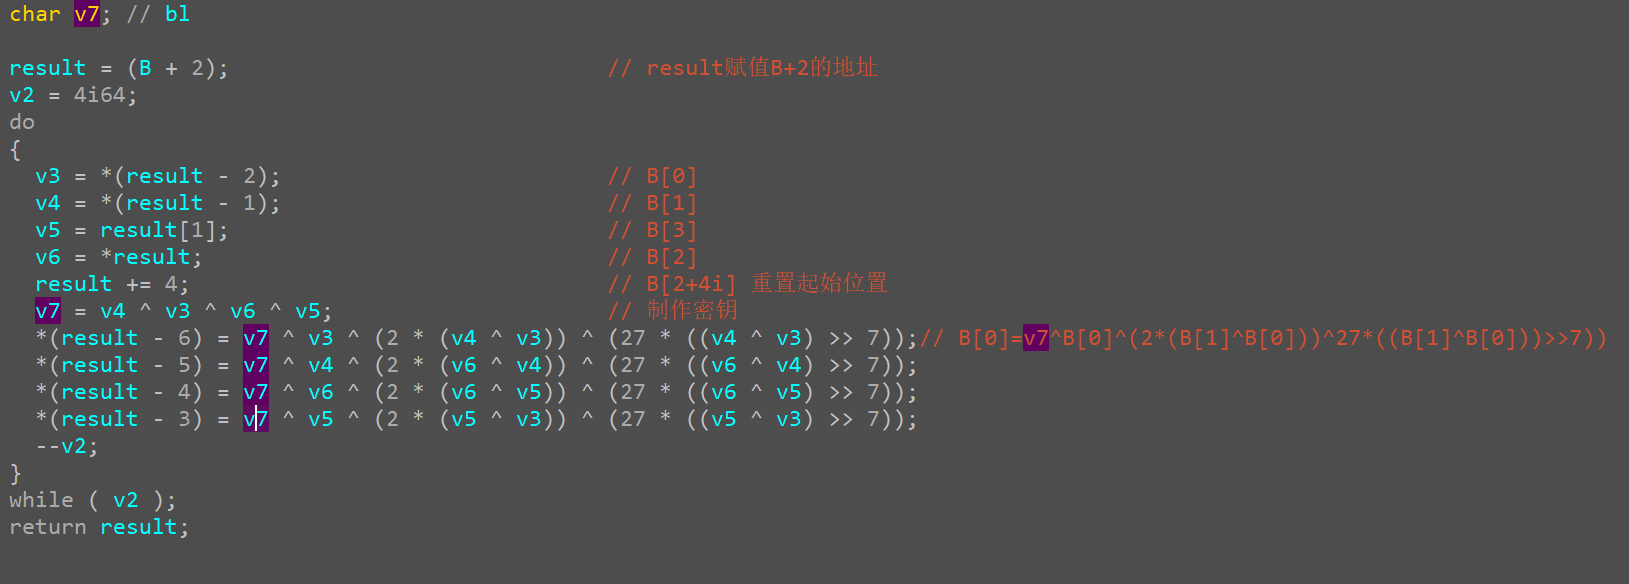 char v7; // bl
result = (B + 2); // result赋值B+2的地址
v2 = 4i64;
do
{
v3 = *(result - 2); // B[0]
v4 = *(result - 1); // B[1]
v5 = result[1]; // B[3]
v6 = *result; // B[2]
result += 4; // B[2+4i] 重置起始位置
v7 = v4 ^ v3 ^ v6 ^ v5; // 制作密钥
*(result - 6) = v7 ^ v3 ^ (2 * (v4 ^ v3)) ^ (27 * ((v4 ^ v3) >> 7));// B[0]=v7^B[0]^(2*(B[1]^B[0]))^27*((B[1]^B[0]))>>7))
*(result - 5) = v7 ^ v4 ^ (2 * (v6 ^ v4)) ^ (27 * ((v6 ^ v4) >> 7));
*(result - 4) = v7 ^ v6 ^ (2 * (v6 ^ v5)) ^ (27 * ((v6 ^ v5) >> 7));
*(result - 3) = v7 ^ v5 ^ (2 * (v5 ^ v3)) ^ (27 * ((v5 ^ v3) >> 7));
--v2;
}
while ( v2 );
return result;